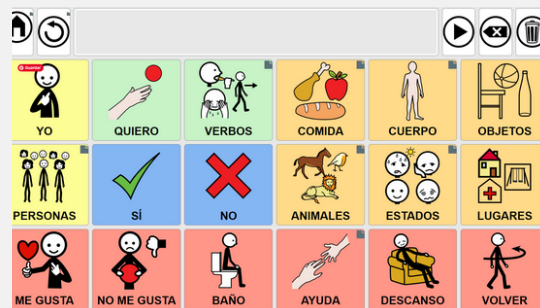 Guardar
YO
QUIERO
VERBOS
COMIDA
CUERPO
OBJETOS
PERSONAS
SÍ
NO
ANIMALES
ESTADOS
LUGARES
ME GUSTA
NO ME GUSTA
BAÑO
AYUDA
DESCANSO
VOLVER